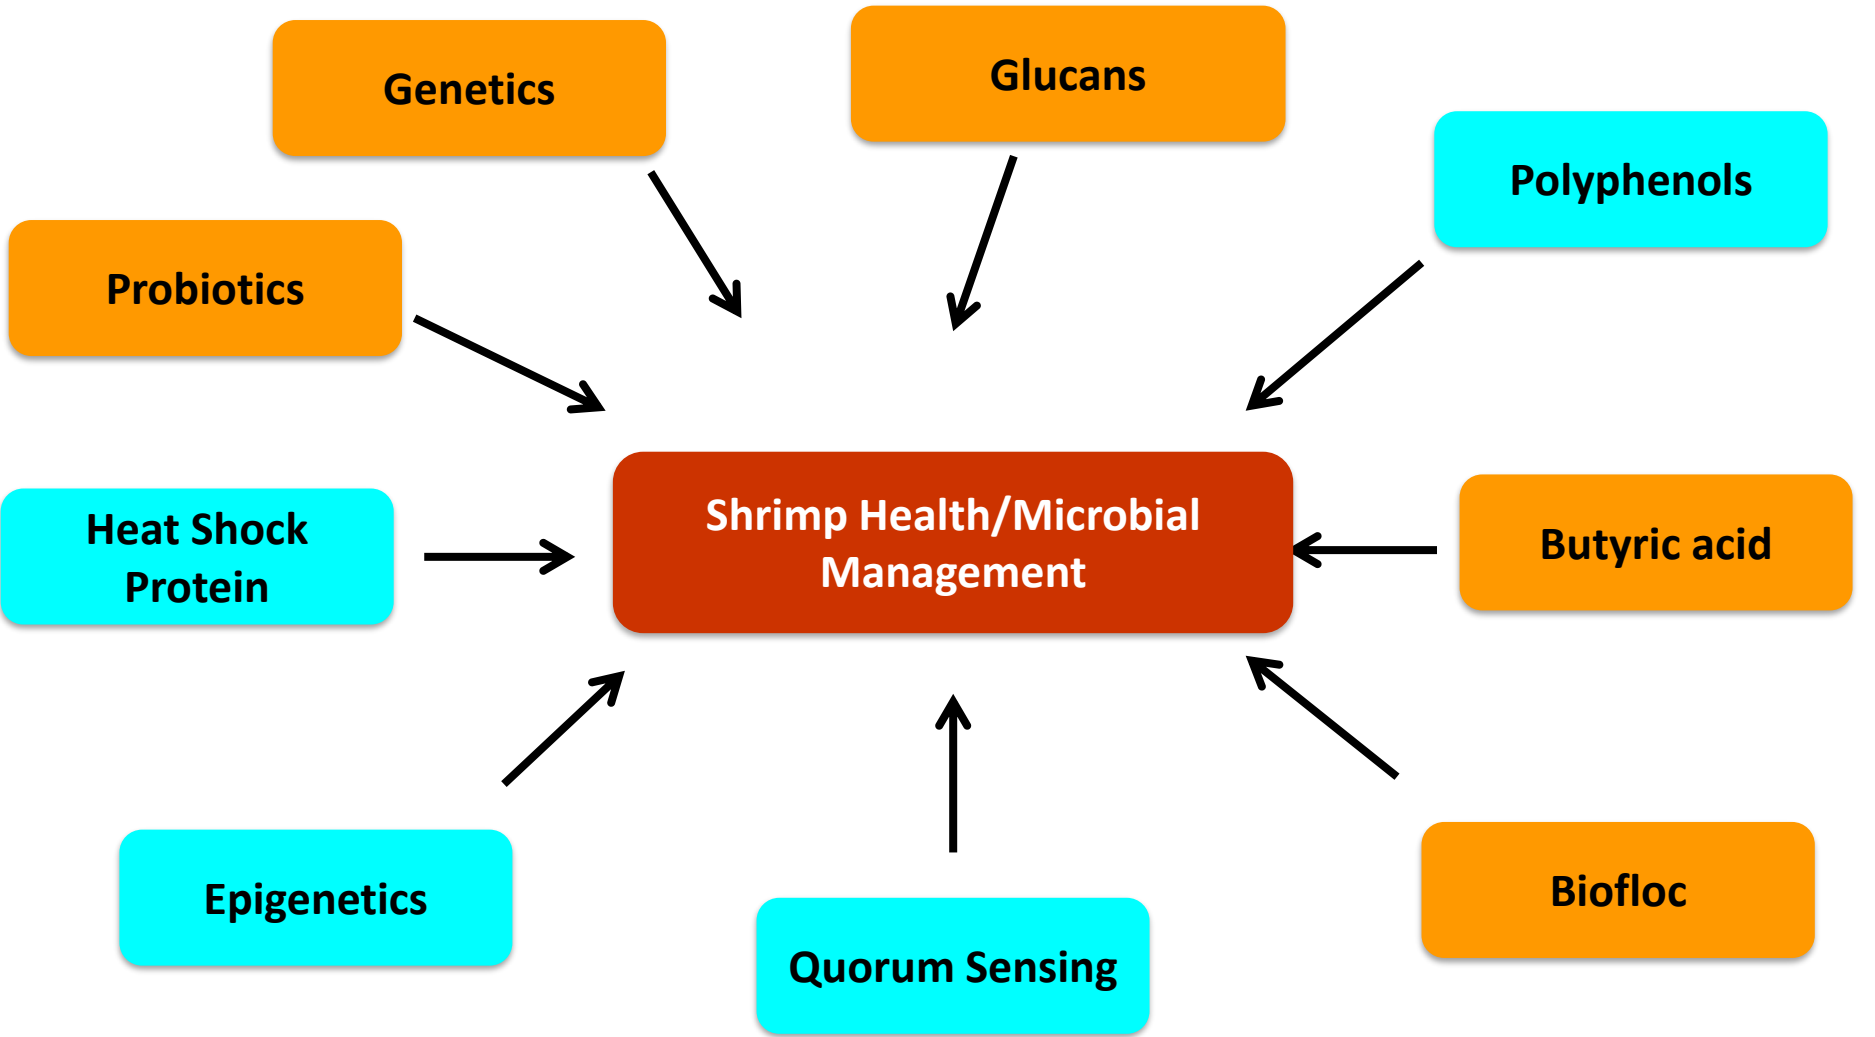 Genetics
Glucans
Polyphenols
Probiotics
Heat Shock
Protein
Shrimp Health/Microbial
Management
Butyric acid
Epigenetics
Quorum Sensing
Biofloc